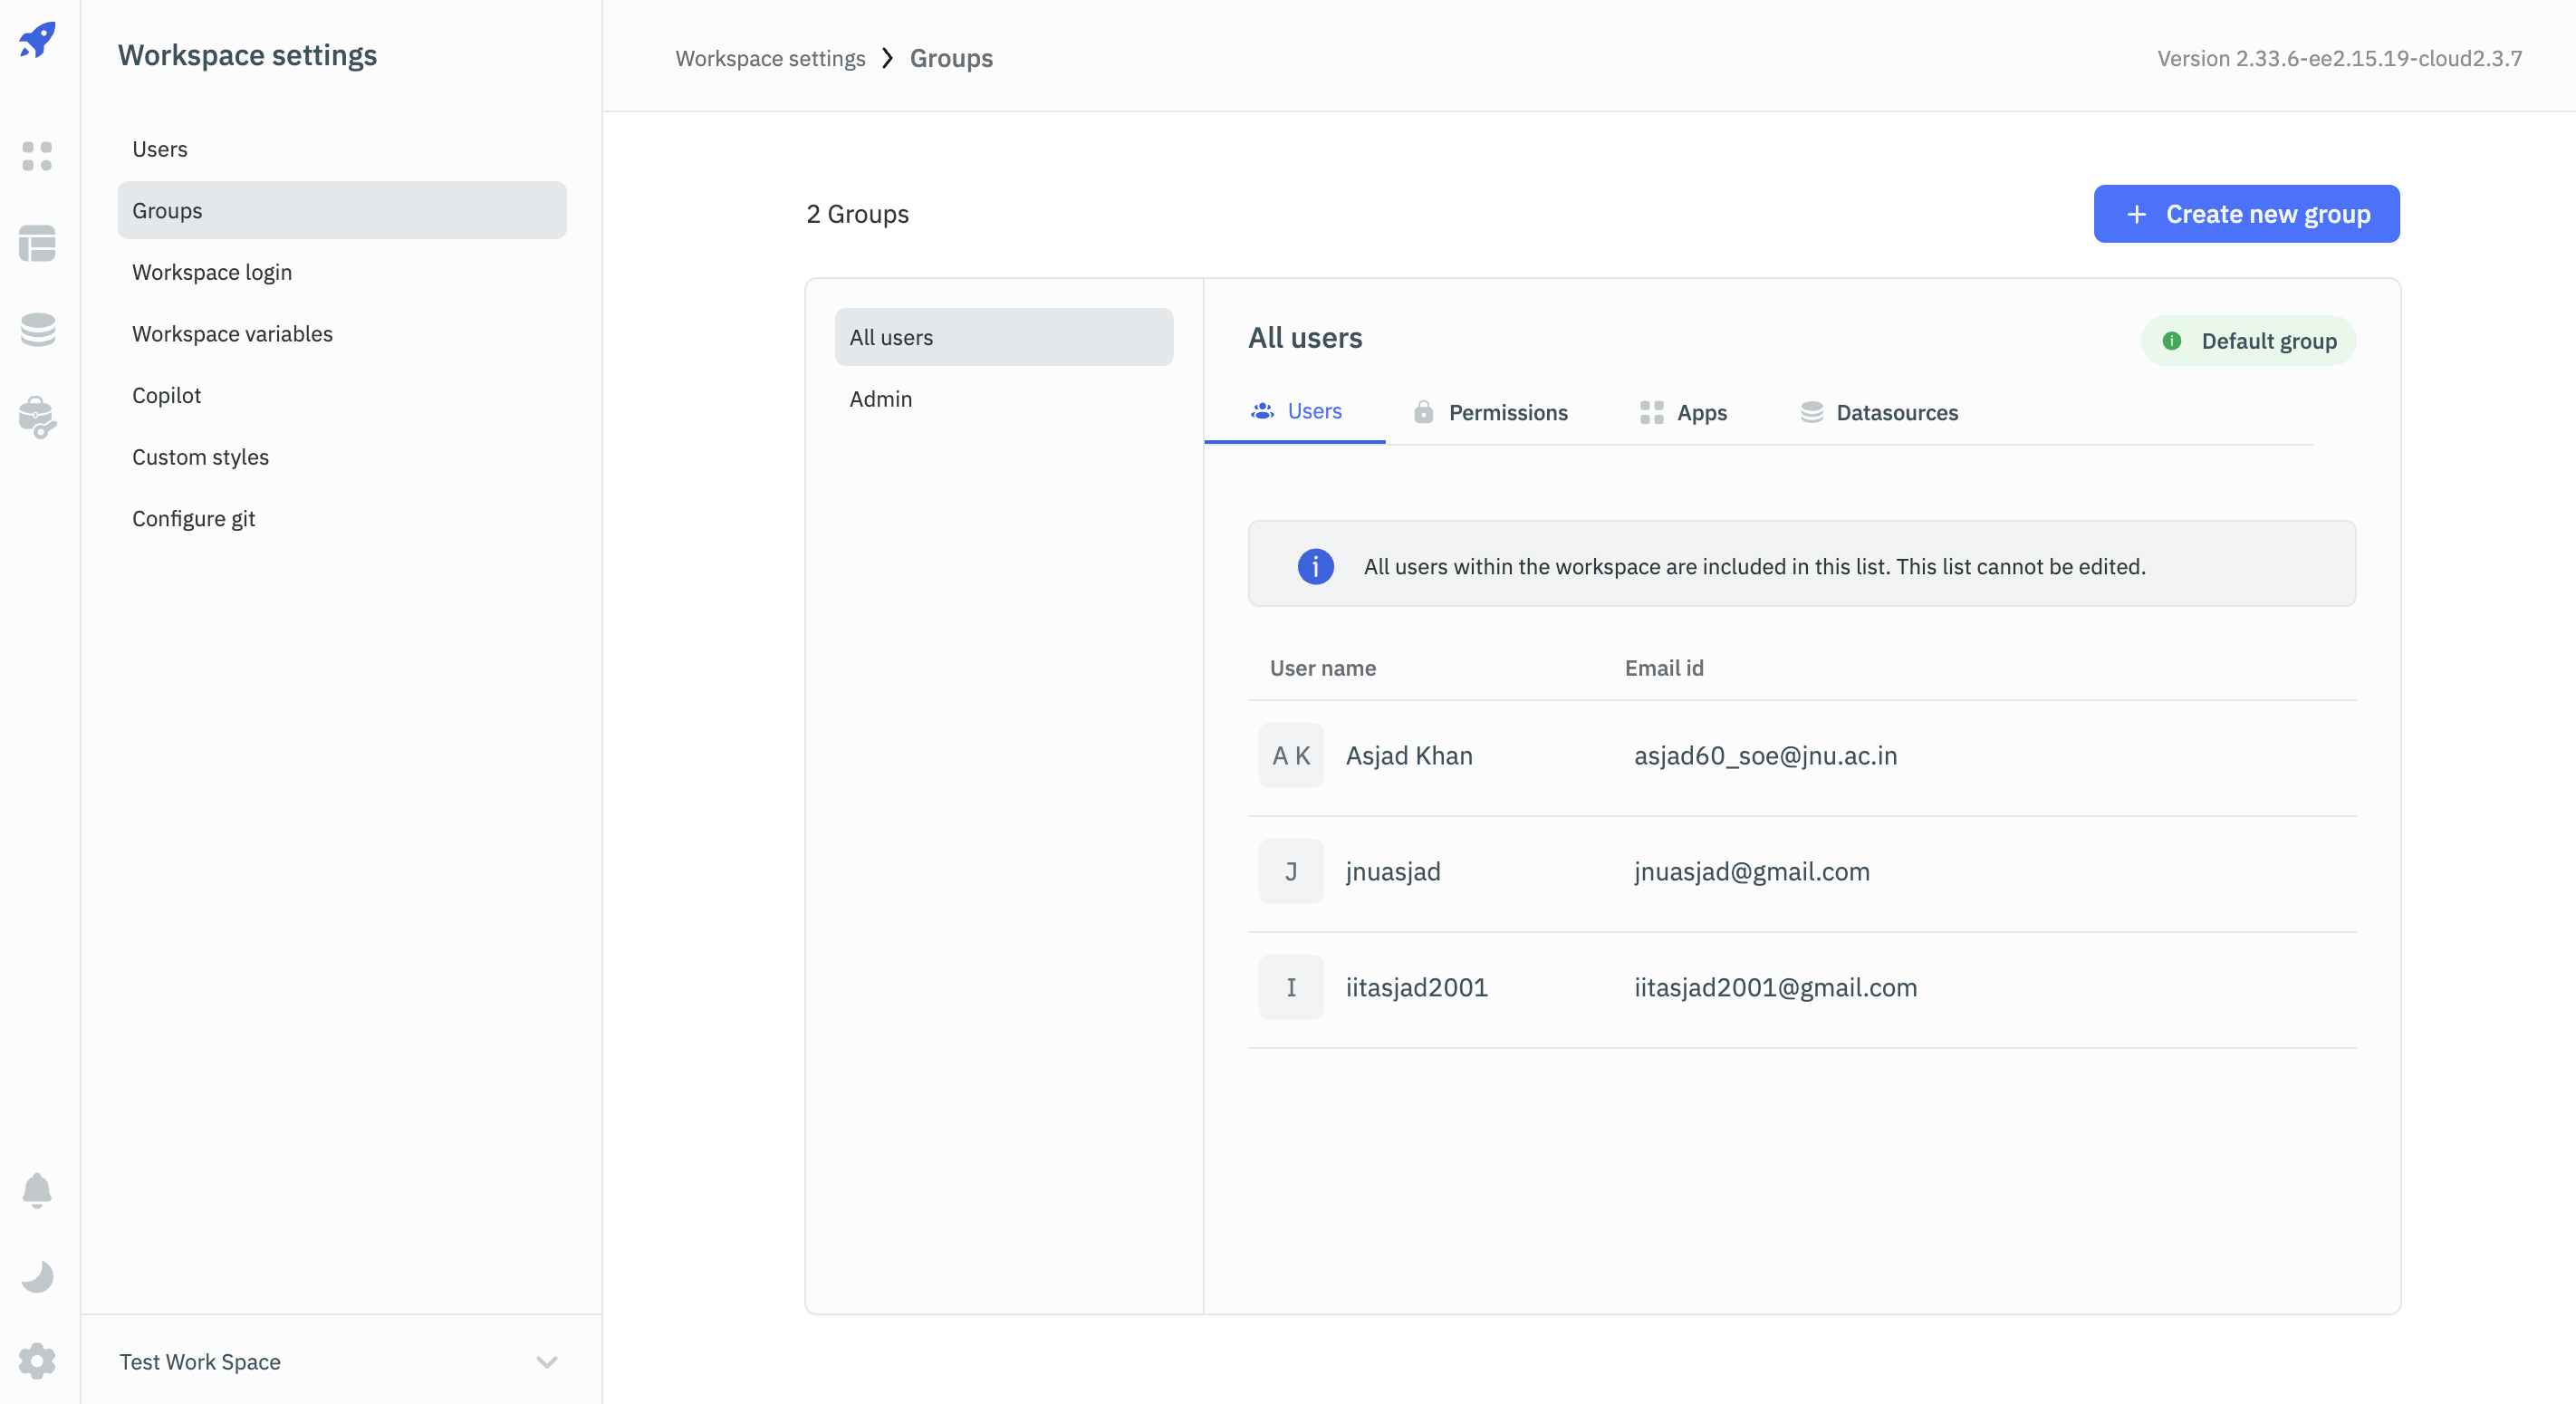 Workspace settings
Users
Groups
Workspace login
Workspace variables
Copilot
Custom styles
Configure git
Test Work Space
Workspace settings > Groups
Version 2.33.6-ee2.15.19-cloud2.3.7
2 Groups
+ Create new group
All users
Admin
All users
Default group
Users Permissions Apps Datasources
All users within the workspace are included in this list. This list cannot be edited.
User name Email id
A K Asjad Khan asjad60_soe@jnu.ac.in
J jnuasjad jnuasjad@gmail.com
I iitasjad2001 iitasjad2001@gmail.com